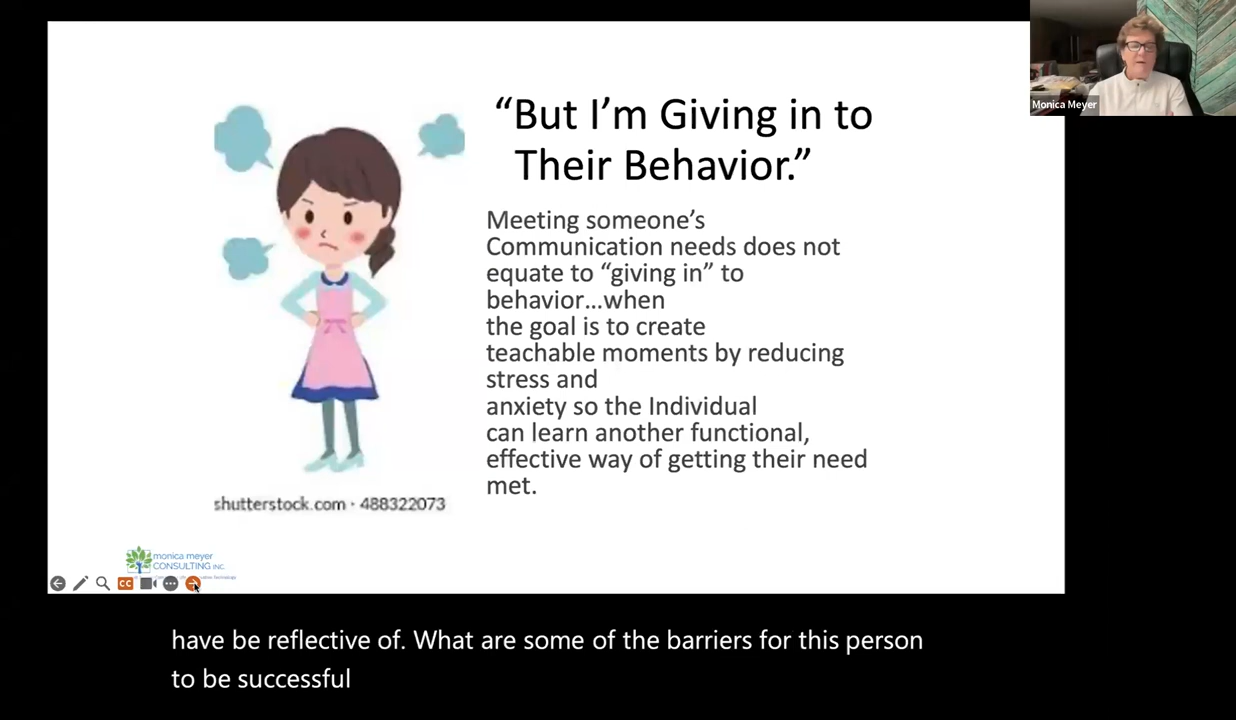 Monica Meyer
“But I’m Giving in to
Their Behavior.”
Meeting someone’s
Communication needs does not
equate to “giving in” to
behavior…when
the goal is to create
teachable moments by reducing
stress and
anxiety so the Individual
can learn another functional,
effective way of getting their need
met.
shutterstock.com · 488322073
monica meyer
CONSULTING INC.
CC
have be reflective of. What are some of the barriers for this person
to be successful